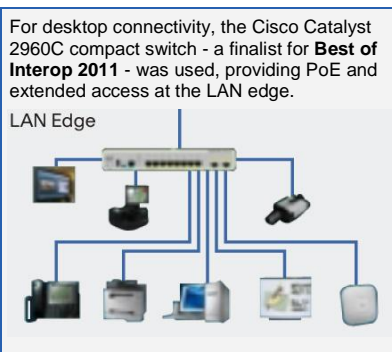 For desktop connectivity, the Cisco Catalyst
2960C compact switch - a finalist for Best of
Interop 2011 - was used, providing PoE and
extended access at the LAN edge.
LAN Edge